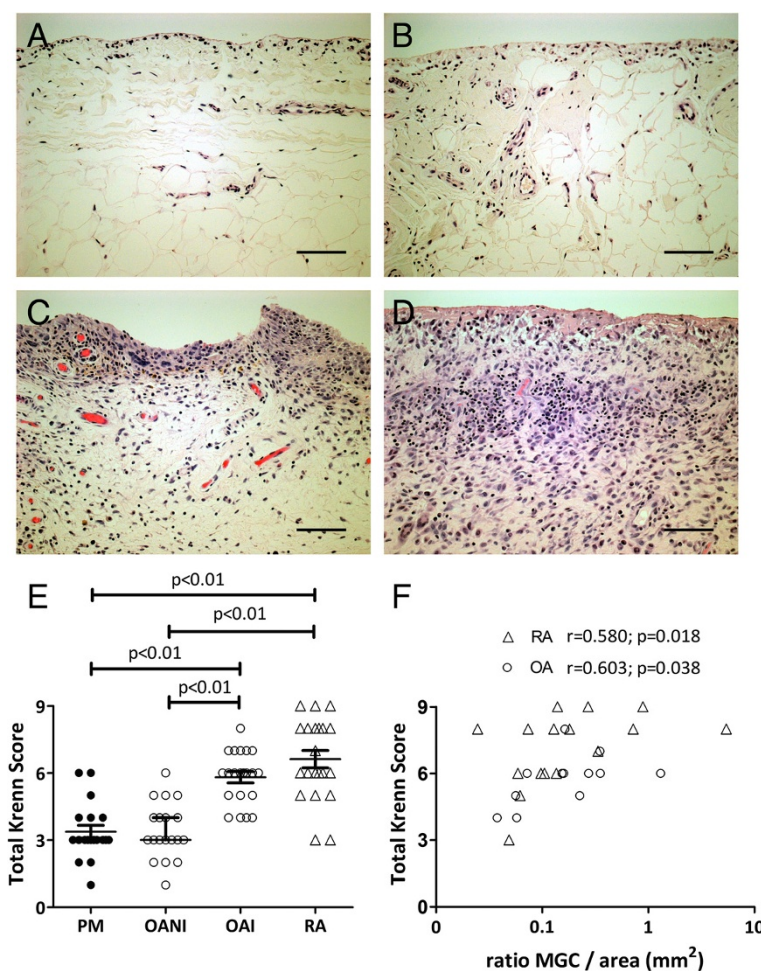 A
B
C
D
E
p<0.01
p<0.01
p<0.01
p<0.01
Total Krenn Score
9
6
3
0
PM
OANI
OAI
RA
F
△ RA r=0.580; p=0.018
○ OA r=0.603; p=0.038
Total Krenn Score
9
6
3
0
0
0.1
1
10
ratio MGC / area (mm²)